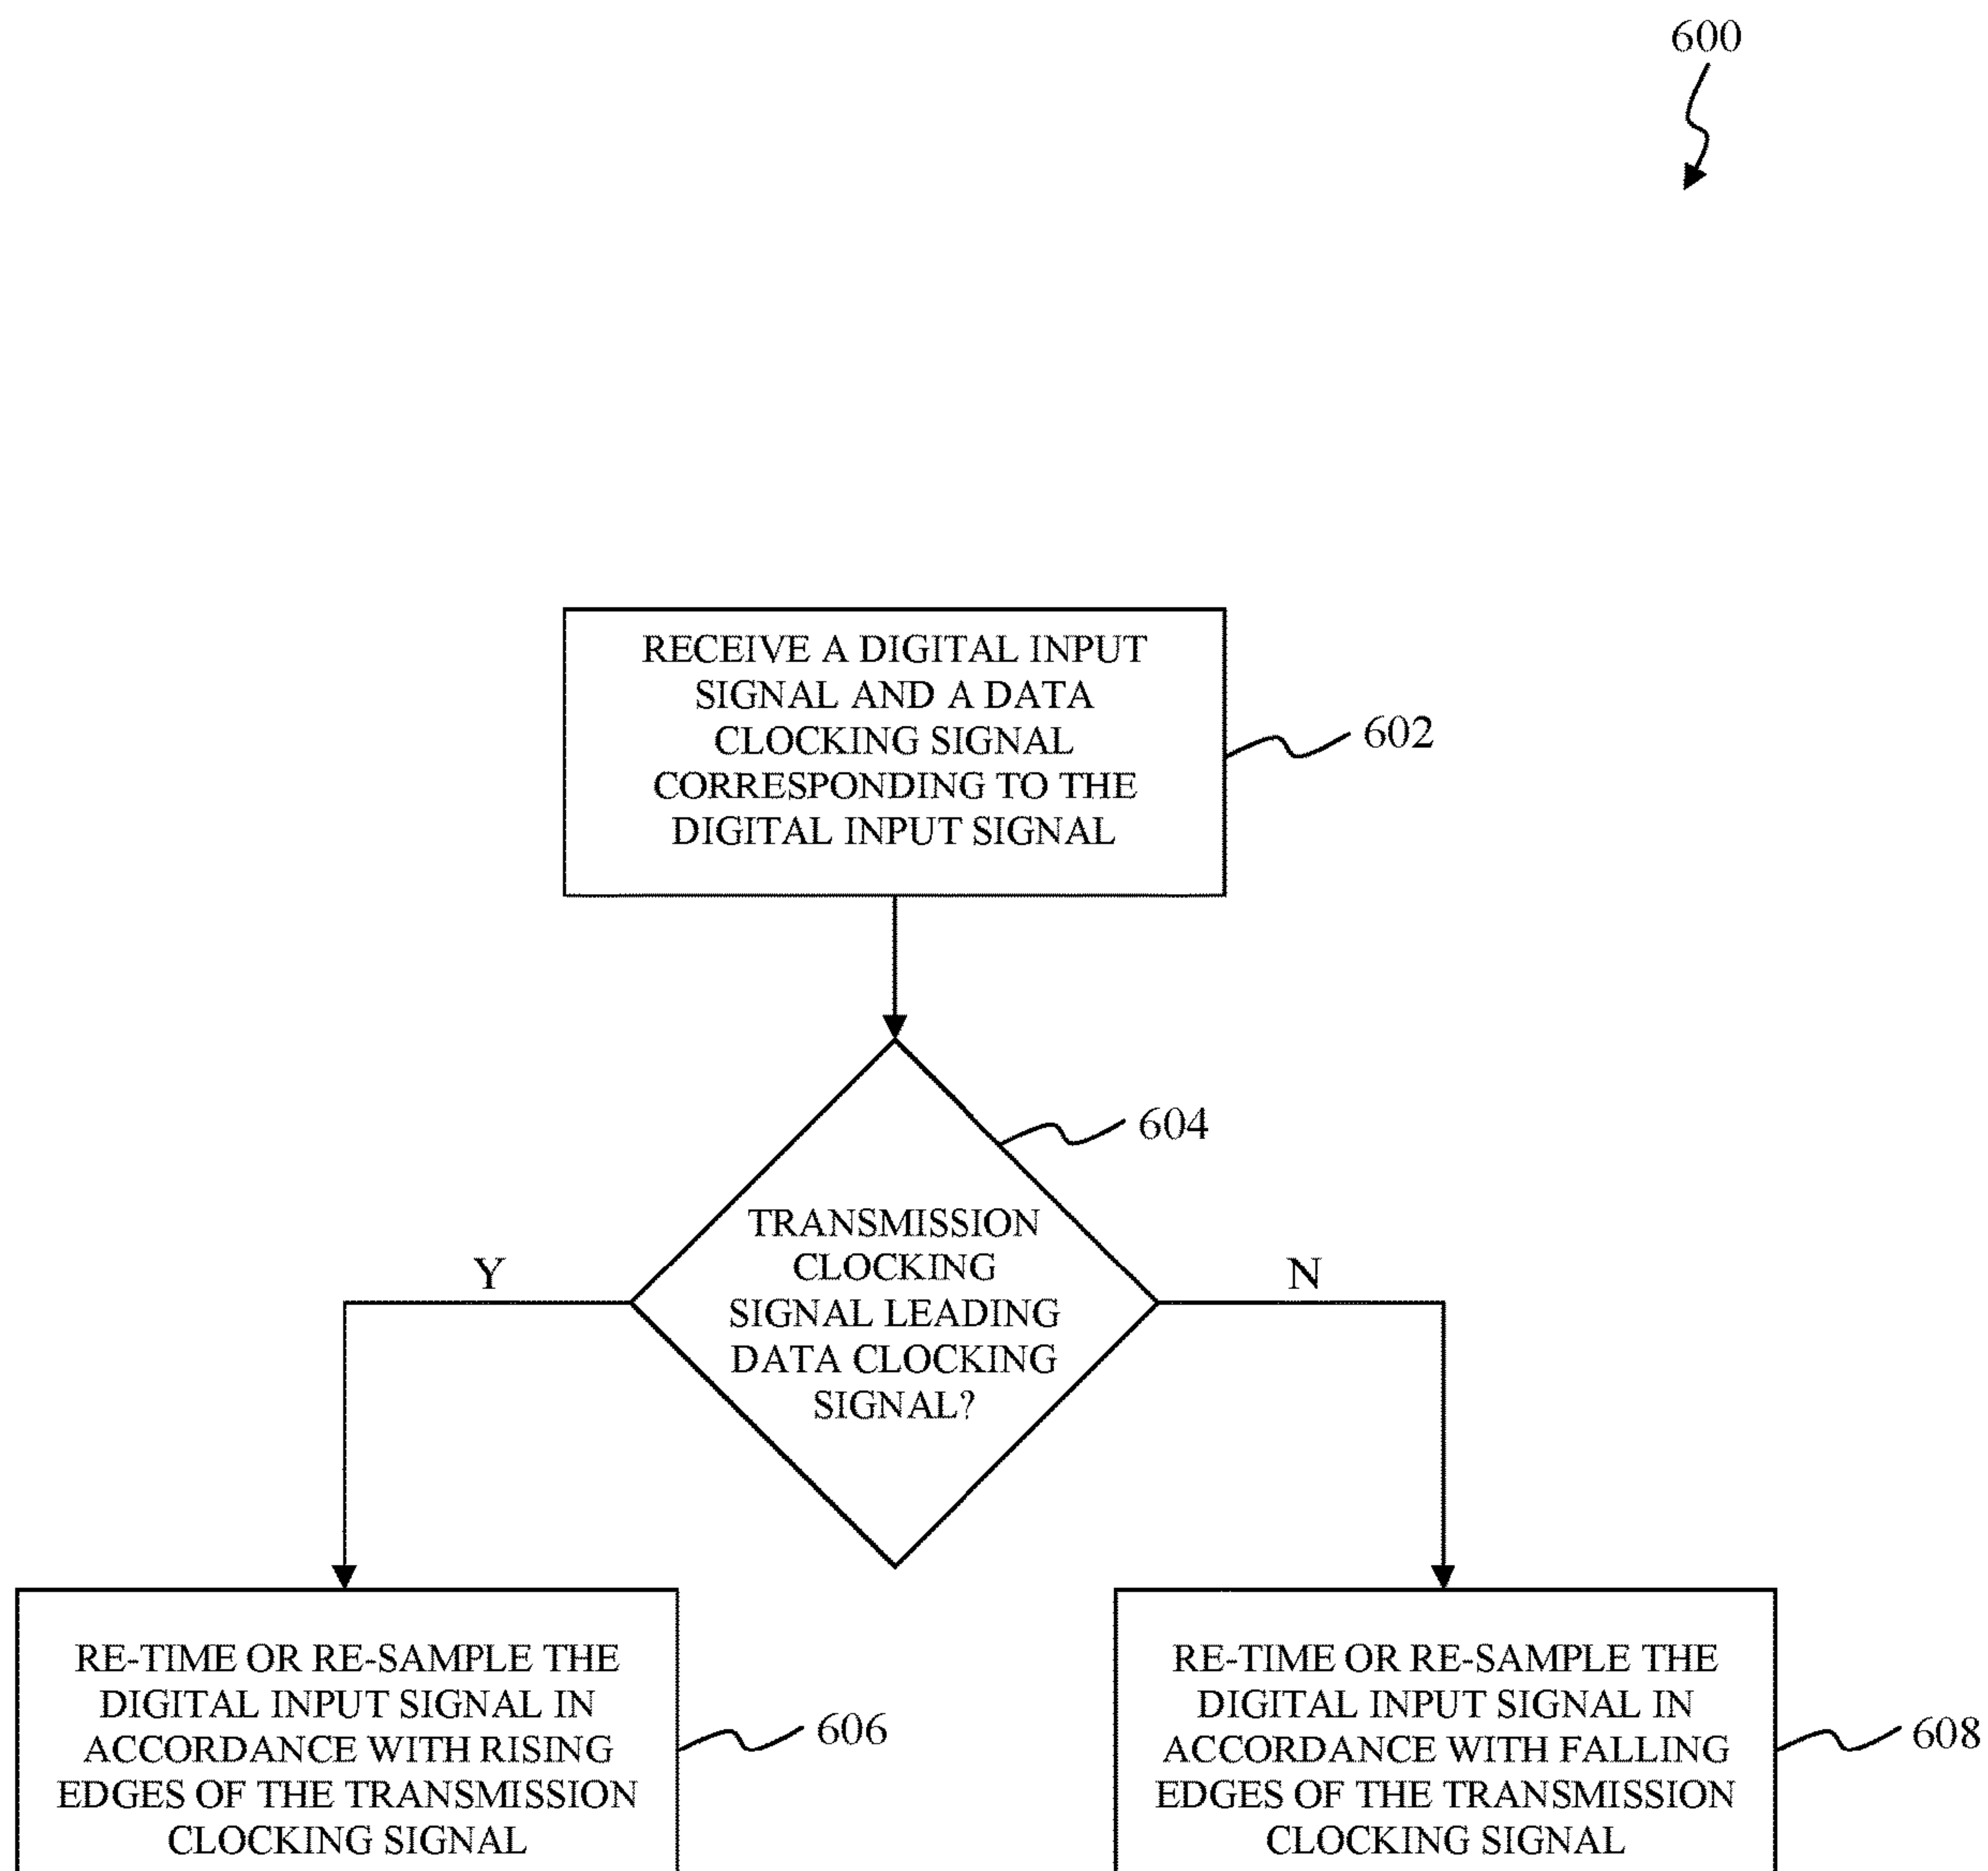 600
RECEIVE A DIGITAL INPUT
SIGNAL AND A DATA
CLOCKING SIGNAL
CORRESPONDING TO THE
DIGITAL INPUT SIGNAL
602
604
TRANSMISSION
CLOCKING
SIGNAL LEADING
DATA CLOCKING
SIGNAL?
Y
N
RE-TIME OR RE-SAMPLE THE
DIGITAL INPUT SIGNAL IN
ACCORDANCE WITH RISING
EDGES OF THE TRANSMISSION
CLOCKING SIGNAL
606
RE-TIME OR RE-SAMPLE THE
DIGITAL INPUT SIGNAL IN
ACCORDANCE WITH FALLING
EDGES OF THE TRANSMISSION
CLOCKING SIGNAL
608